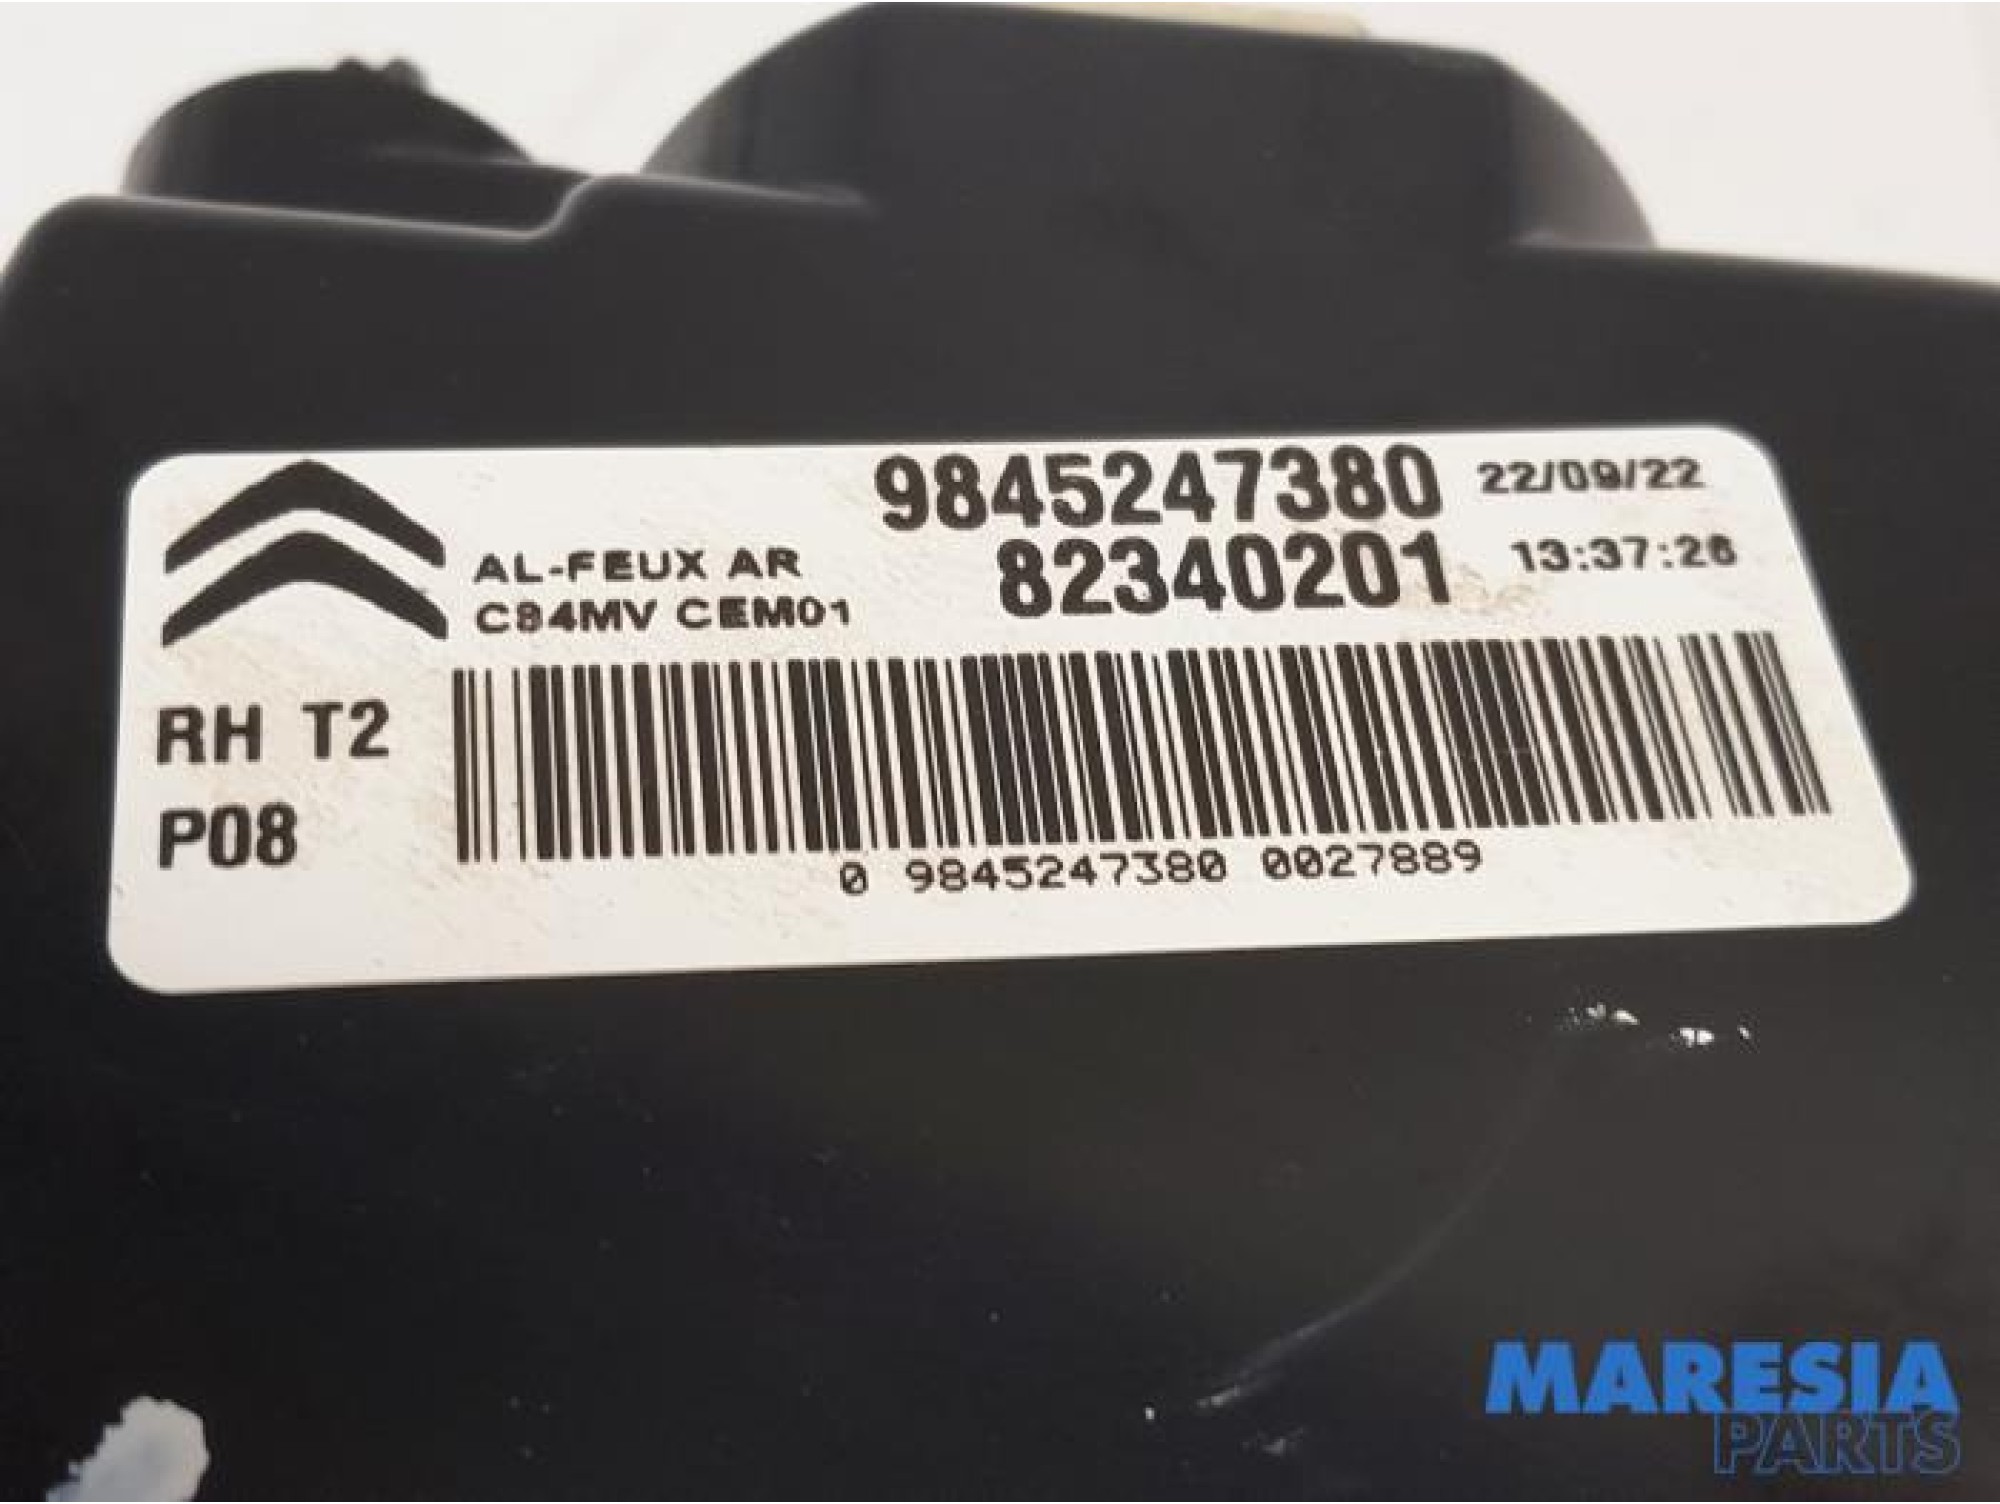 9845247380 22/09/22
82340201 13:37:26
AL-FEUX AR
C84MV CEM01
RH T2
P08
0 9845247380 0027889
MARESIA
PARTS